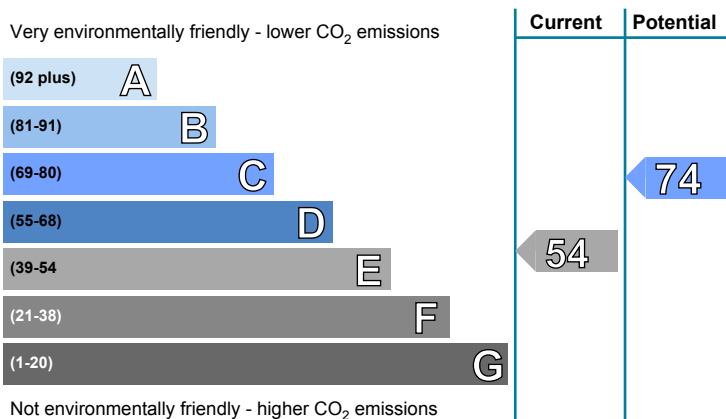 Current Potential
Very environmentally friendly - lower CO2 emissions
(92 plus) A
(81-91) B
(69-80) C
74
(55-68) D
54
(39-54 E
(21-38) F
(1-20) G
Not environmentally friendly - higher CO2 emissions